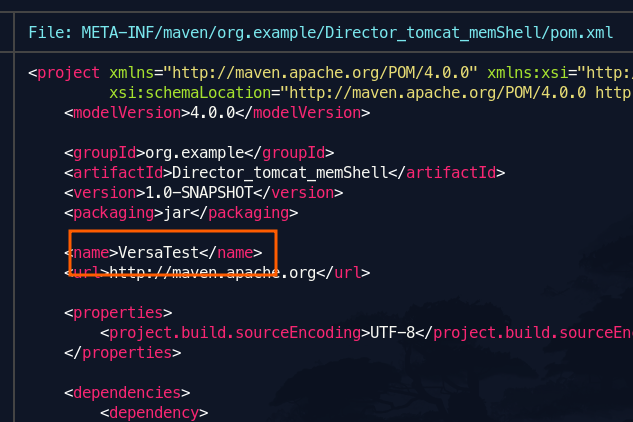 File: META-INF/maven/org.example/Director_tomcat_memShell/pom.xml
<project xmlns="http://maven.apache.org/POM/4.0.0" xmlns:xsi="http:
xsi:schemaLocation="http://maven.apache.org/POM/4.0.0 http
<modelVersion>4.0.0</modelVersion>
<groupId>org.example</groupId>
<artifactId>Director_tomcat_memShell</artifactId>
<version>1.0-SNAPSHOT</version>
<packaging>jar</packaging>
<name>VersaTest</name>
<url>http://maven.apache.org</url>
<properties>
<project.build.sourceEncoding>UTF-8</project.build.sourceEn
</properties>
<dependencies>
<dependency>